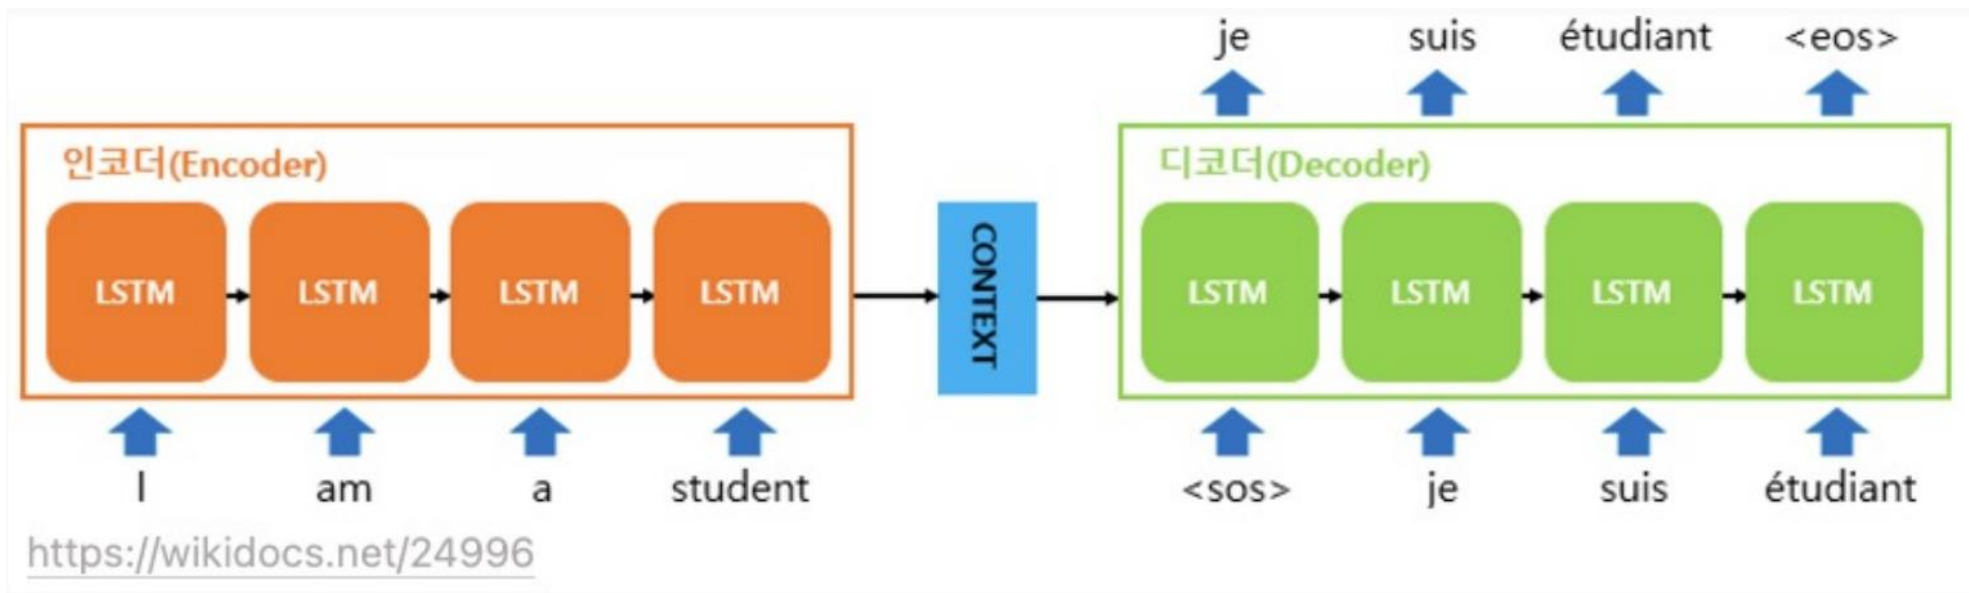 je suis étudiant <eos>
인코더(Encoder)
LSTM LSTM LSTM LSTM
CONTEXT
디코더(Decoder)
LSTM LSTM LSTM LSTM
I am a student
<sos> je suis étudiant
https://wikidocs.net/24996